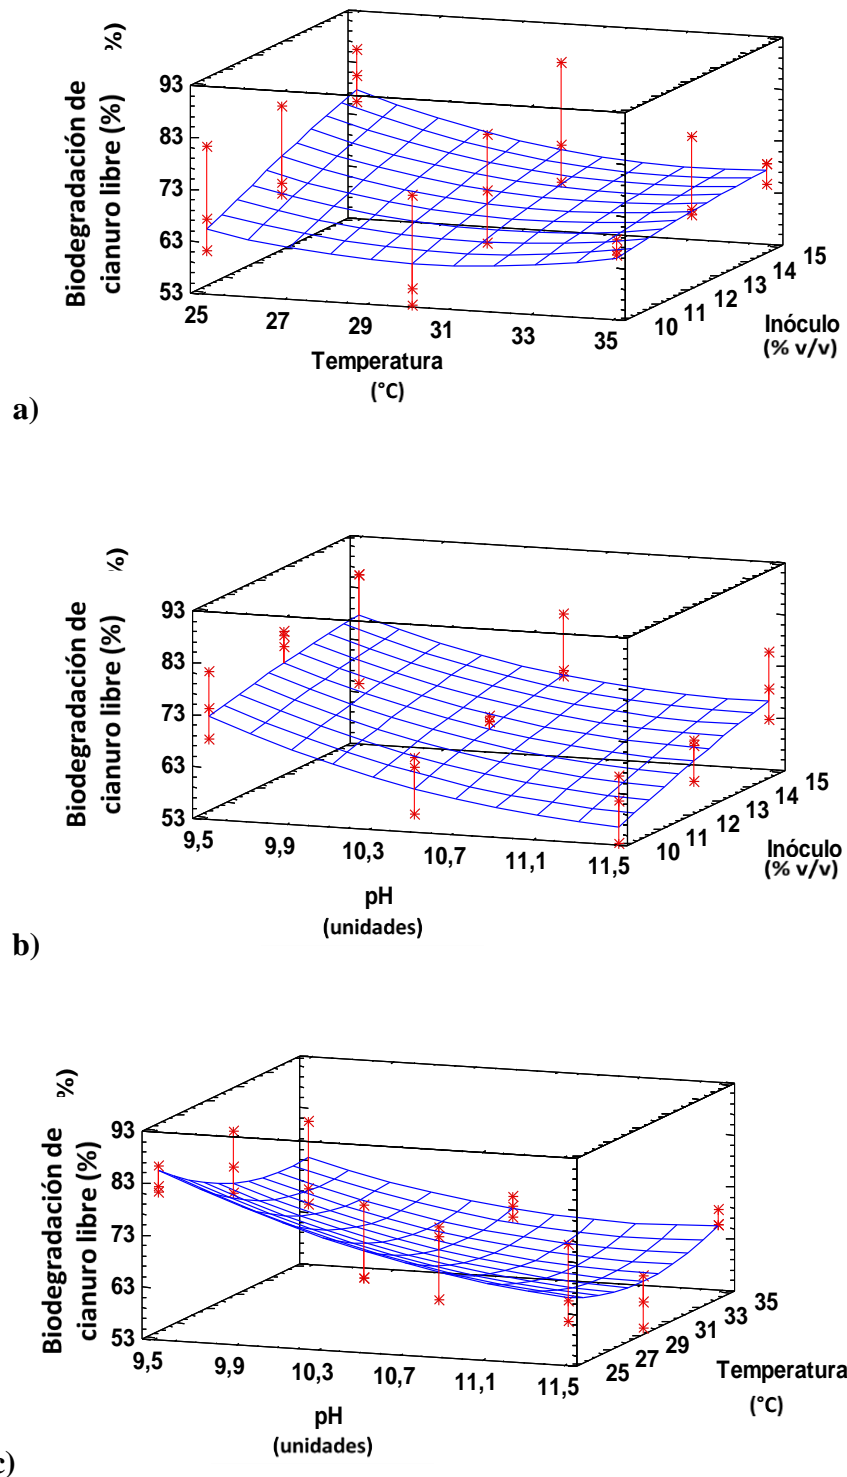 %)
Biodegradación de
cianuro libre (%)
93
83
73
63
53
25 27 29 31 33 35
Temperatura
(°C)
10 11 12 13 14 15
Inóculo
(% v/v)
a)
%)
Biodegradación de
cianuro libre (%)
93
83
73
63
53
9,5 9,9 10,3 10,7 11,1 11,5
pH
(unidades)
10 11 12 13 14 15
Inóculo
(% v/v)
b)
%)
Biodegradación de
cianuro libre (%)
93
83
73
63
53
9,5 9,9 10,3 10,7 11,1 11,5
pH
(unidades)
25 27 29 31 33 35
Temperatura
(°C)
c)